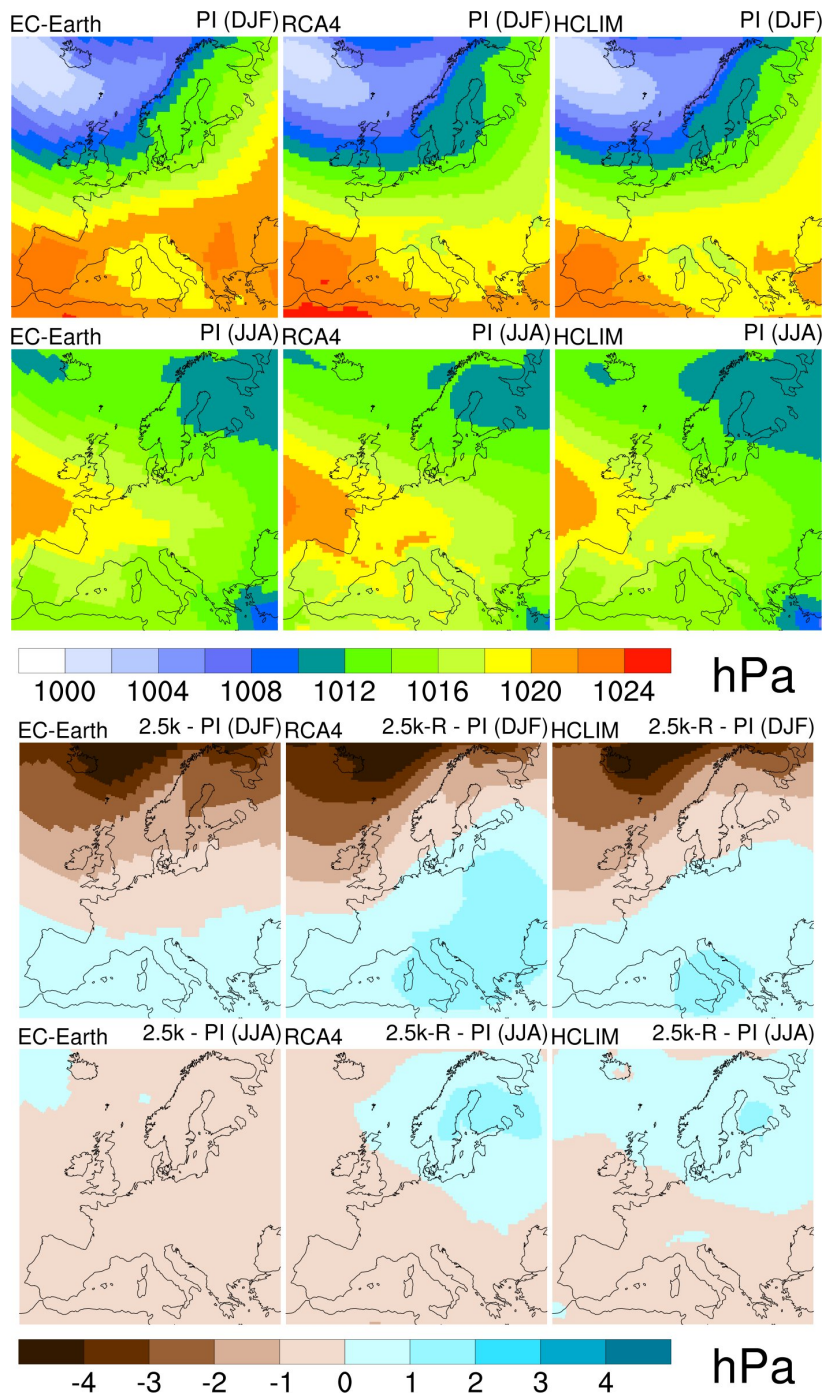 EC-Earth PI (DJF) RCA4 PI (DJF) HCLIM PI (DJF)
EC-Earth PI (JJA) RCA4 PI (JJA) HCLIM PI (JJA)
1000 1004 1008 1012 1016 1020 1024 hPa
EC-Earth 2.5k - PI (DJF) RCA4 2.5k-R - PI (DJF) HCLIM 2.5k-R - PI (DJF)
EC-Earth 2.5k - PI (JJA) RCA4 2.5k-R - PI (JJA) HCLIM 2.5k-R - PI (JJA)
-4 -3 -2 -1 0 1 2 3 4 hPa